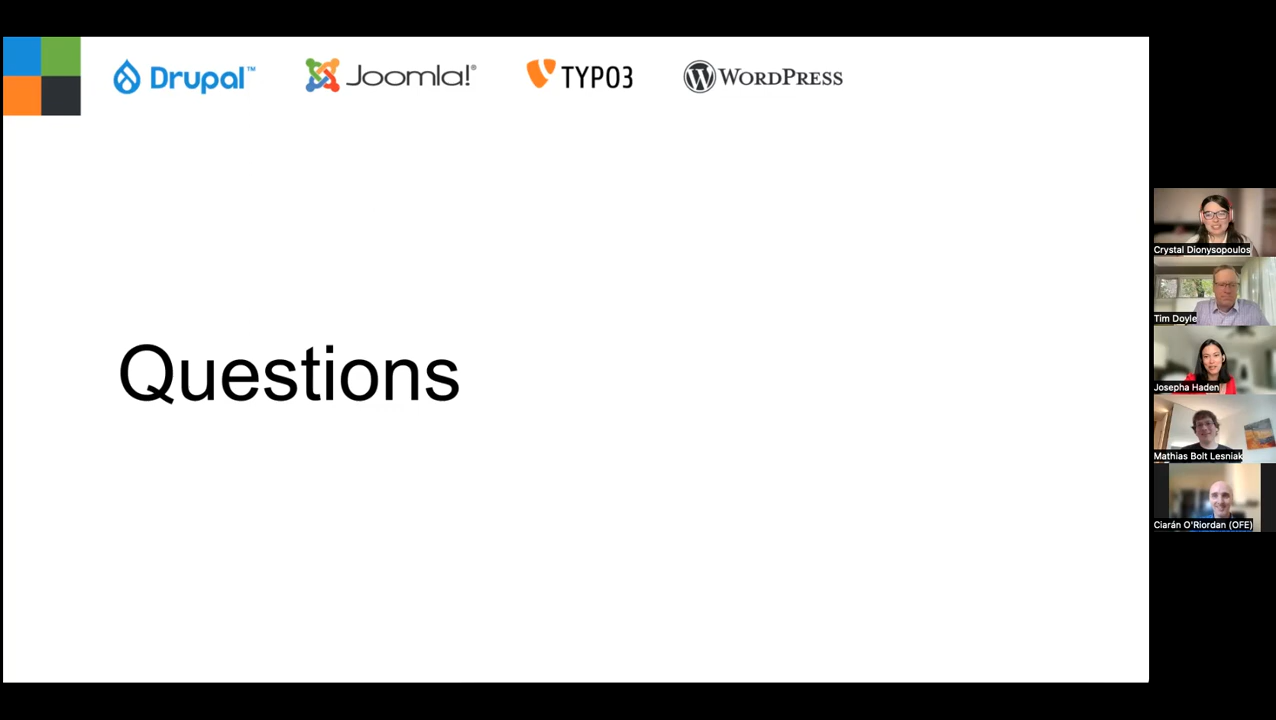 Drupal™ Joomla!® TYPO3 WORDPRESS
Questions
Crystal Dionysopoulos
Tim Doyle
Josepha Haden
Mathias Bolt Lesniak
Ciarán O'Riordan (OFE)